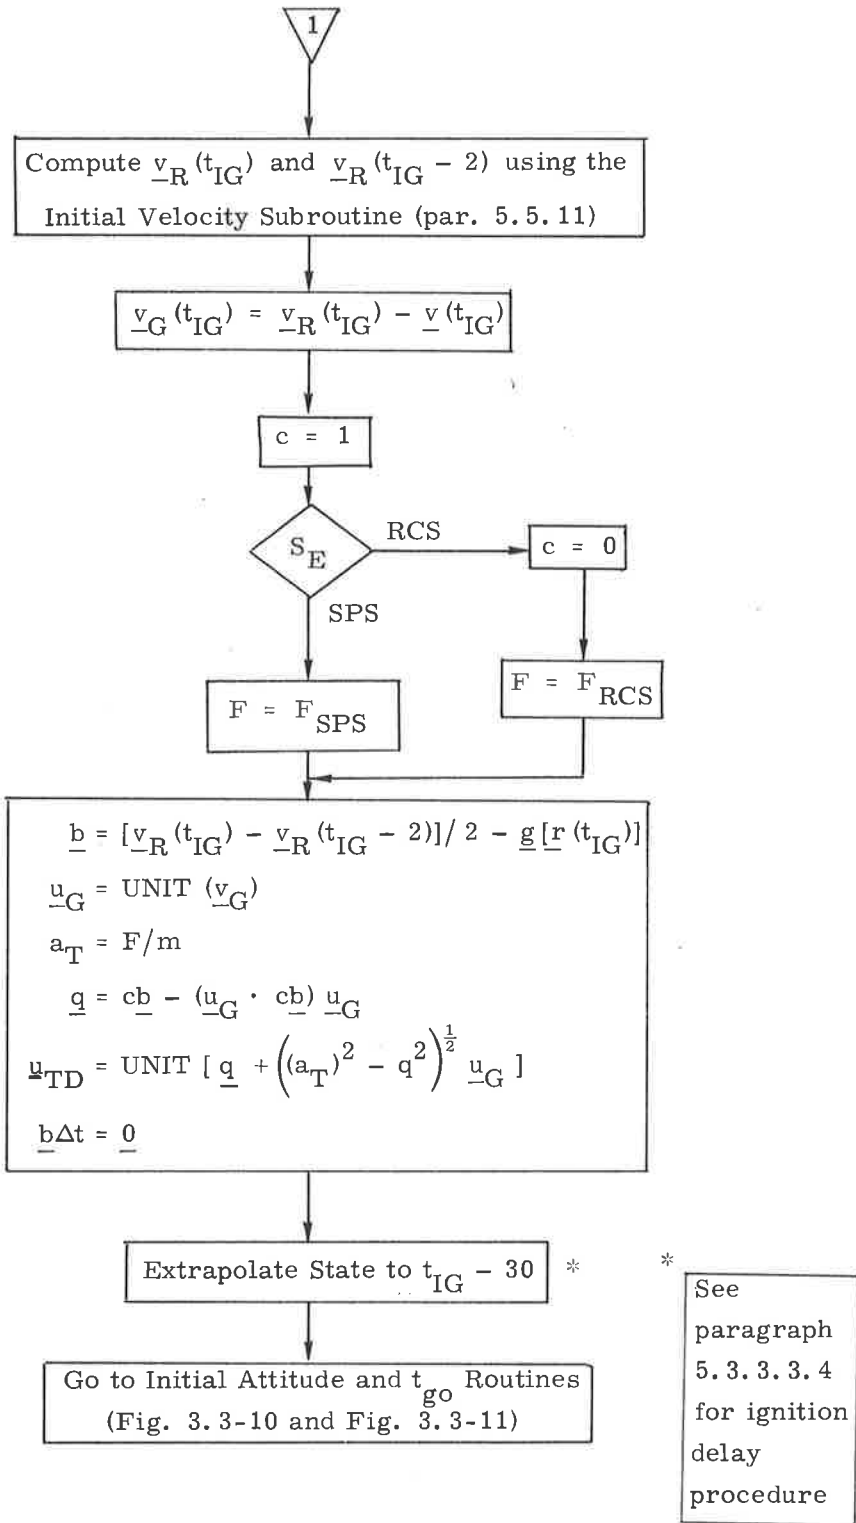 1
Compute v_R(t_IG) and v_R(t_IG - 2) using the
Initial Velocity Subroutine (par. 5.5.11)
v_G(t_IG) = v_R(t_IG) - v(t_IG)
c = 1
S_E
RCS
c = 0
SPS
F = F_SPS
F = F_RCS
b = [v_R(t_IG) - v_R(t_IG - 2)]/2 - g[r(t_IG)]
u_G = UNIT (v_G)
a_T = F/m
q = cb - (u_G · cb) u_G
u_TD = UNIT [q + ((a_T)^2 - q^2)^{1/2} u_G]
bΔt = 0
Extrapolate State to t_IG - 30 *
Go to Initial Attitude and t_go Routines
(Fig. 3.3-10 and Fig. 3.3-11)
*
See
paragraph
5.3.3.3.4
for ignition
delay
procedure